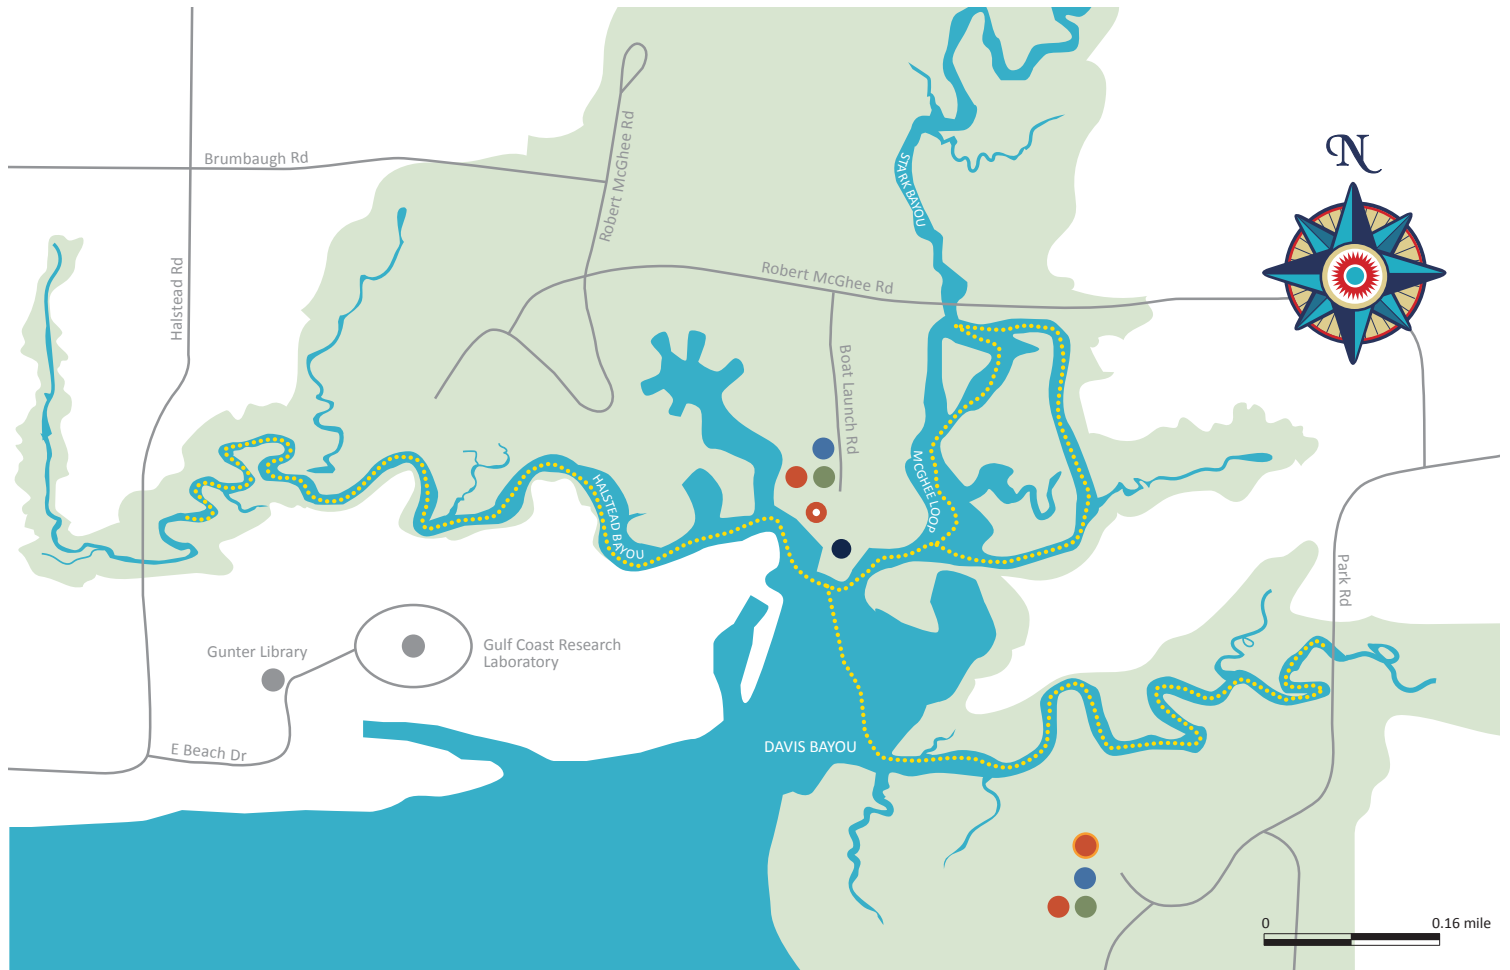 N
Brumbaugh Rd
Robert McGhee Rd
STARK BAYOU
Halstead Rd
Robert McGhee Rd
Boat Launch Rd
MCGHEE LOOP
HALSTEAD BAYOU
Park Rd
Gunter Library
Gulf Coast Research
Laboratory
E Beach Dr
DAVIS BAYOU
0
0.16 mile